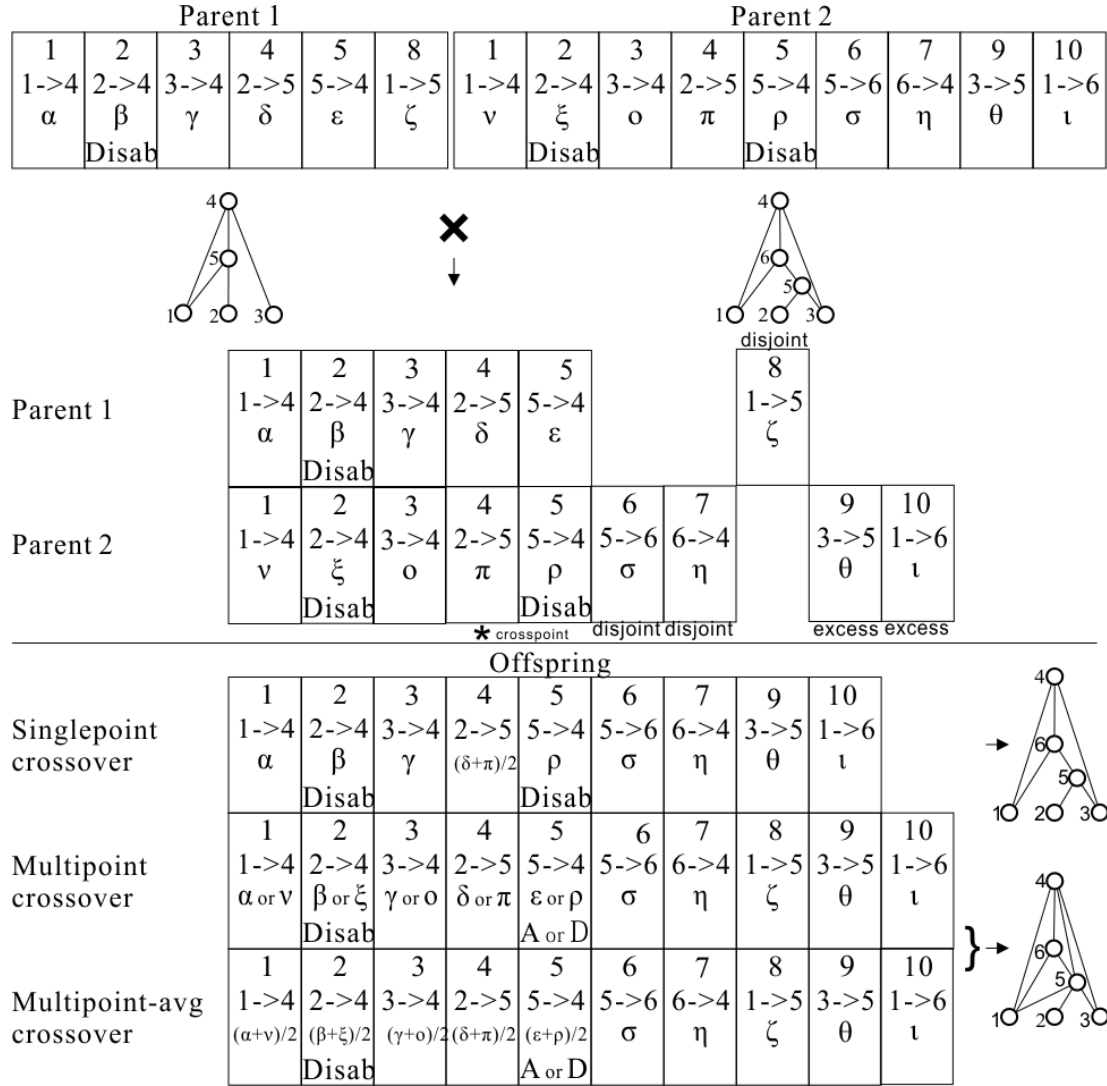 Parent 1 Parent 2
1 2 3 4 5 8 1 2 3 4 5 6 7 9 10
1->4 2->4 3->4 2->5 5->4 1->5 1->4 2->4 3->4 2->5 5->4 5->6 6->4 3->5 1->6
α β γ δ ε ζ ν ξ ο π ρ σ η θ ι
Disab Disab Disab
4 4
5 6
5
1 2 3 1 2 3
disjoint
1 2 3 4 5 8
Parent 1 1->4 2->4 3->4 2->5 5->4 1->5
α β γ δ ε ζ
Disab
1 2 3 4 5 6 7 9 10
Parent 2 1->4 2->4 3->4 2->5 5->4 5->6 6->4 3->5 1->6
ν ξ ο π ρ σ η θ ι
Disab Disab
* crosspoint disjoint disjoint excess excess
Offspring
1 2 3 4 5 6 7 9 10
Singlepoint 1->4 2->4 3->4 2->5 5->4 5->6 6->4 3->5 1->6
crossover α β γ (δ+π)/2 ρ σ η θ ι
Disab Disab
4
6
5
1 2 3
1 2 3 4 5 6 7 8 9 10
Multipoint 1->4 2->4 3->4 2->5 5->4 5->6 6->4 1->5 3->5 1->6
crossover α or ν β or ξ γ or ο δ or π ε or ρ σ η ζ θ ι
Disab A or D
1 2 3 4 5 6 7 8 9 10
Multipoint-avg 1->4 2->4 3->4 2->5 5->4 5->6 6->4 1->5 3->5 1->6
crossover (α+ν)/2 (β+ξ)/2 (γ+ο)/2 (δ+π)/2 (ε+ρ)/2 σ η ζ θ ι
Disab A or D
}
4
6
5
1 2 3